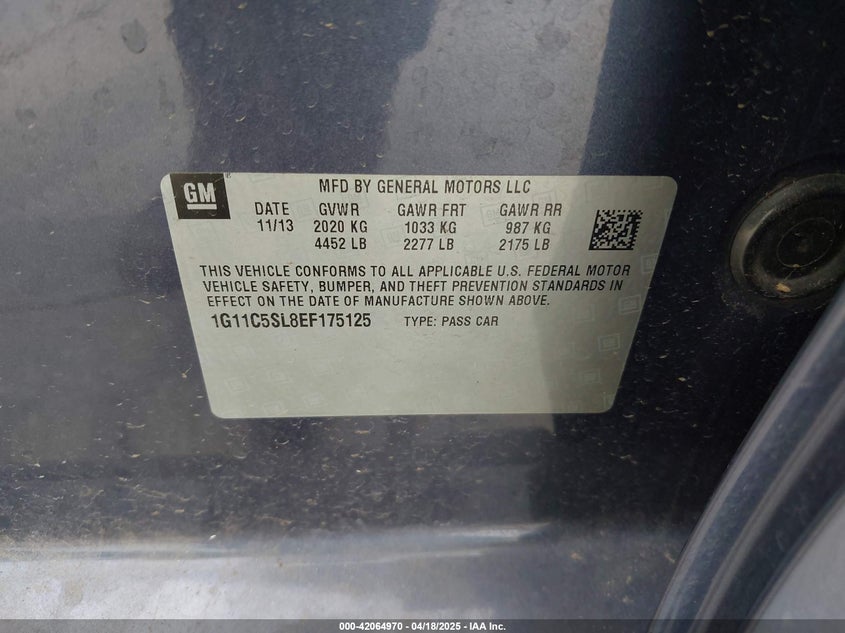 GM
MFD BY GENERAL MOTORS LLC
DATE GVWR GAWR FRT GAWR RR
11/13 2020 KG 1033 KG 987 KG
4452 LB 2277 LB 2175 LB
THIS VEHICLE CONFORMS TO ALL APPLICABLE U.S. FEDERAL MOTOR
VEHICLE SAFETY, BUMPER, AND THEFT PREVENTION STANDARDS IN
EFFECT ON THE DATE OF MANUFACTURE SHOWN ABOVE.
1G11C5SL8EF175125 TYPE: PASS CAR
000-42064970 - 04/18/2025 - IAA Inc.